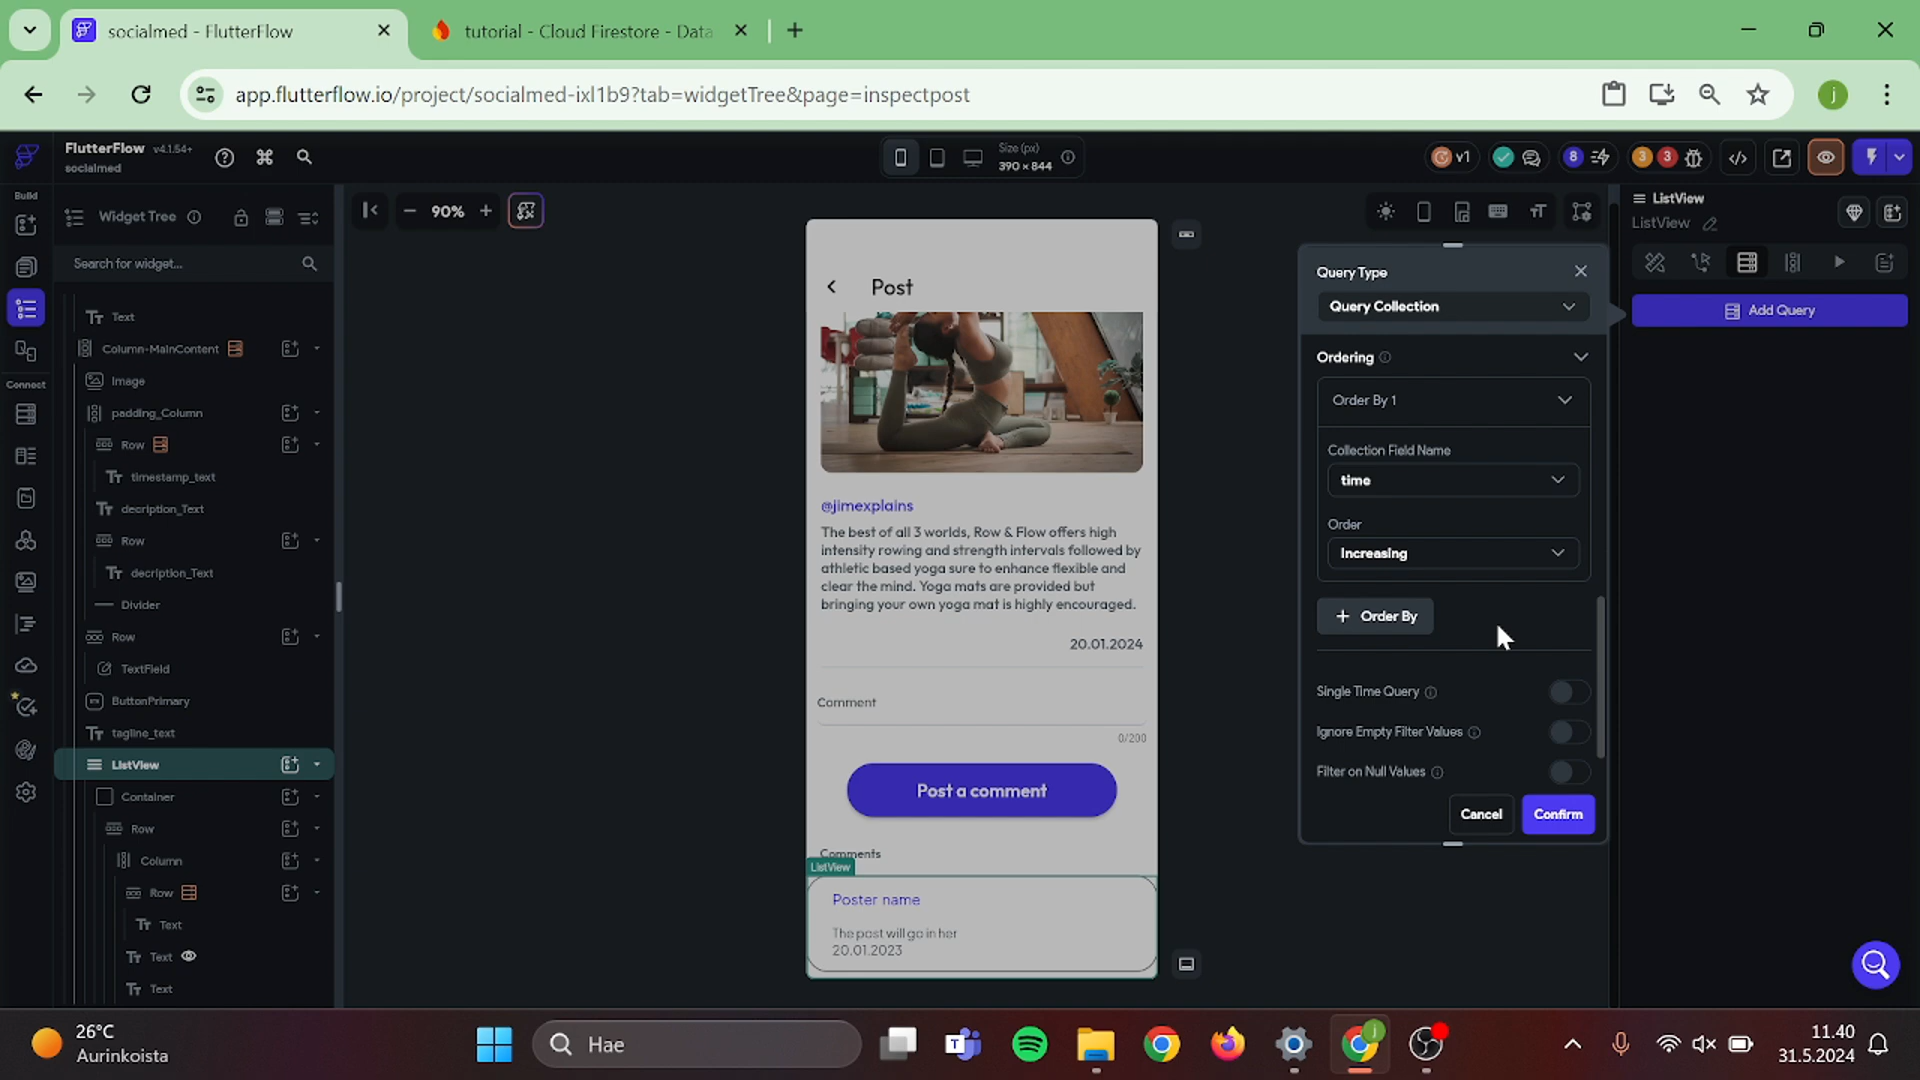 socialmed - FlutterFlow
tutorial - Cloud Firestore - Data
app.flutterflow.io/project/socialmed-ixl1b9?tab=widgetTree&page=inspectpost
j
FlutterFlow v4.1.54+
socialmed
Size (px)
390 × 844
v1
8
3
3
Build
Widget Tree
90%
Search for widget...
Connect
Text
Column-MainContent
Image
padding_Column
Row
timestamp_text
decription_Text
Row
decription_Text
Divider
Row
TextField
ButtonPrimary
tagline_text
ListView
Container
Row
Column
Row
Text
Text
Text
Post
@jimexplains
The best of all 3 worlds, Row & Flow offers high
intensity rowing and strength intervals followed by
athletic based yoga sure to enhance flexible and
clear the mind. Yoga mats are provided but
bringing your own yoga mat is highly encouraged.
20.01.2024
Comment
0/200
Post a comment
Comments
ListView
Poster name
The post will go in her
20.01.2023
Query Type
Query Collection
Ordering
Order By 1
Collection Field Name
time
Order
Increasing
+ Order By
Single Time Query
Ignore Empty Filter Values
Filter on Null Values
Cancel
Confirm
ListView
ListView
Add Query
26°C
Aurinkoista
Hae
11.40
31.5.2024